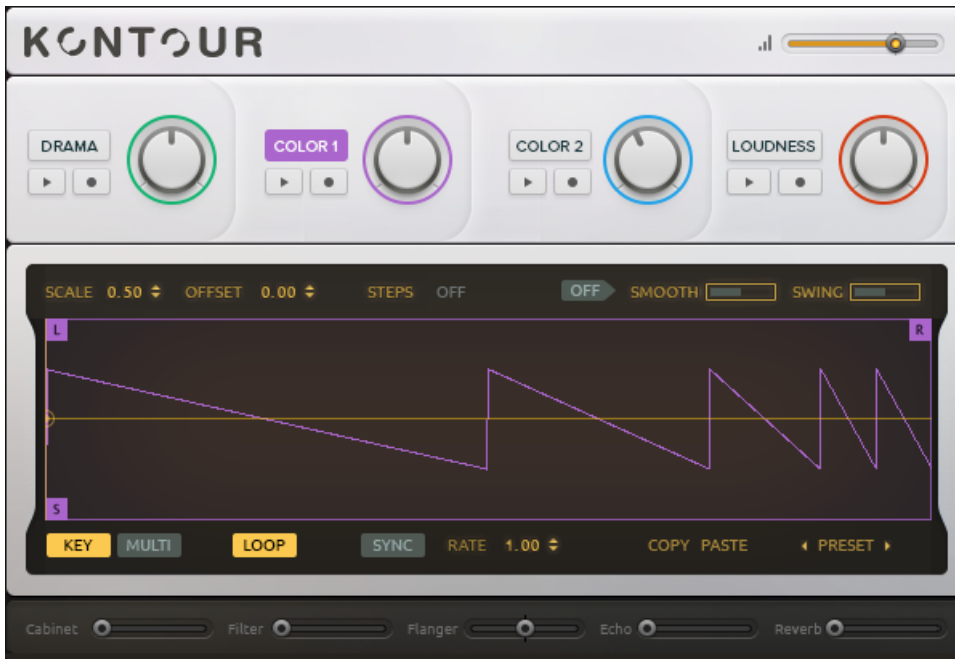 KONTOUR
DRAMA COLOR 1 COLOR 2 LOUDNESS
SCALE 0.50 OFFSET 0.00 STEPS OFF OFF SMOOTH SWING
L R
S
KEY MULTI LOOP SYNC RATE 1.00 COPY PASTE PRESET
Cabinet Filter Flanger Echo Reverb